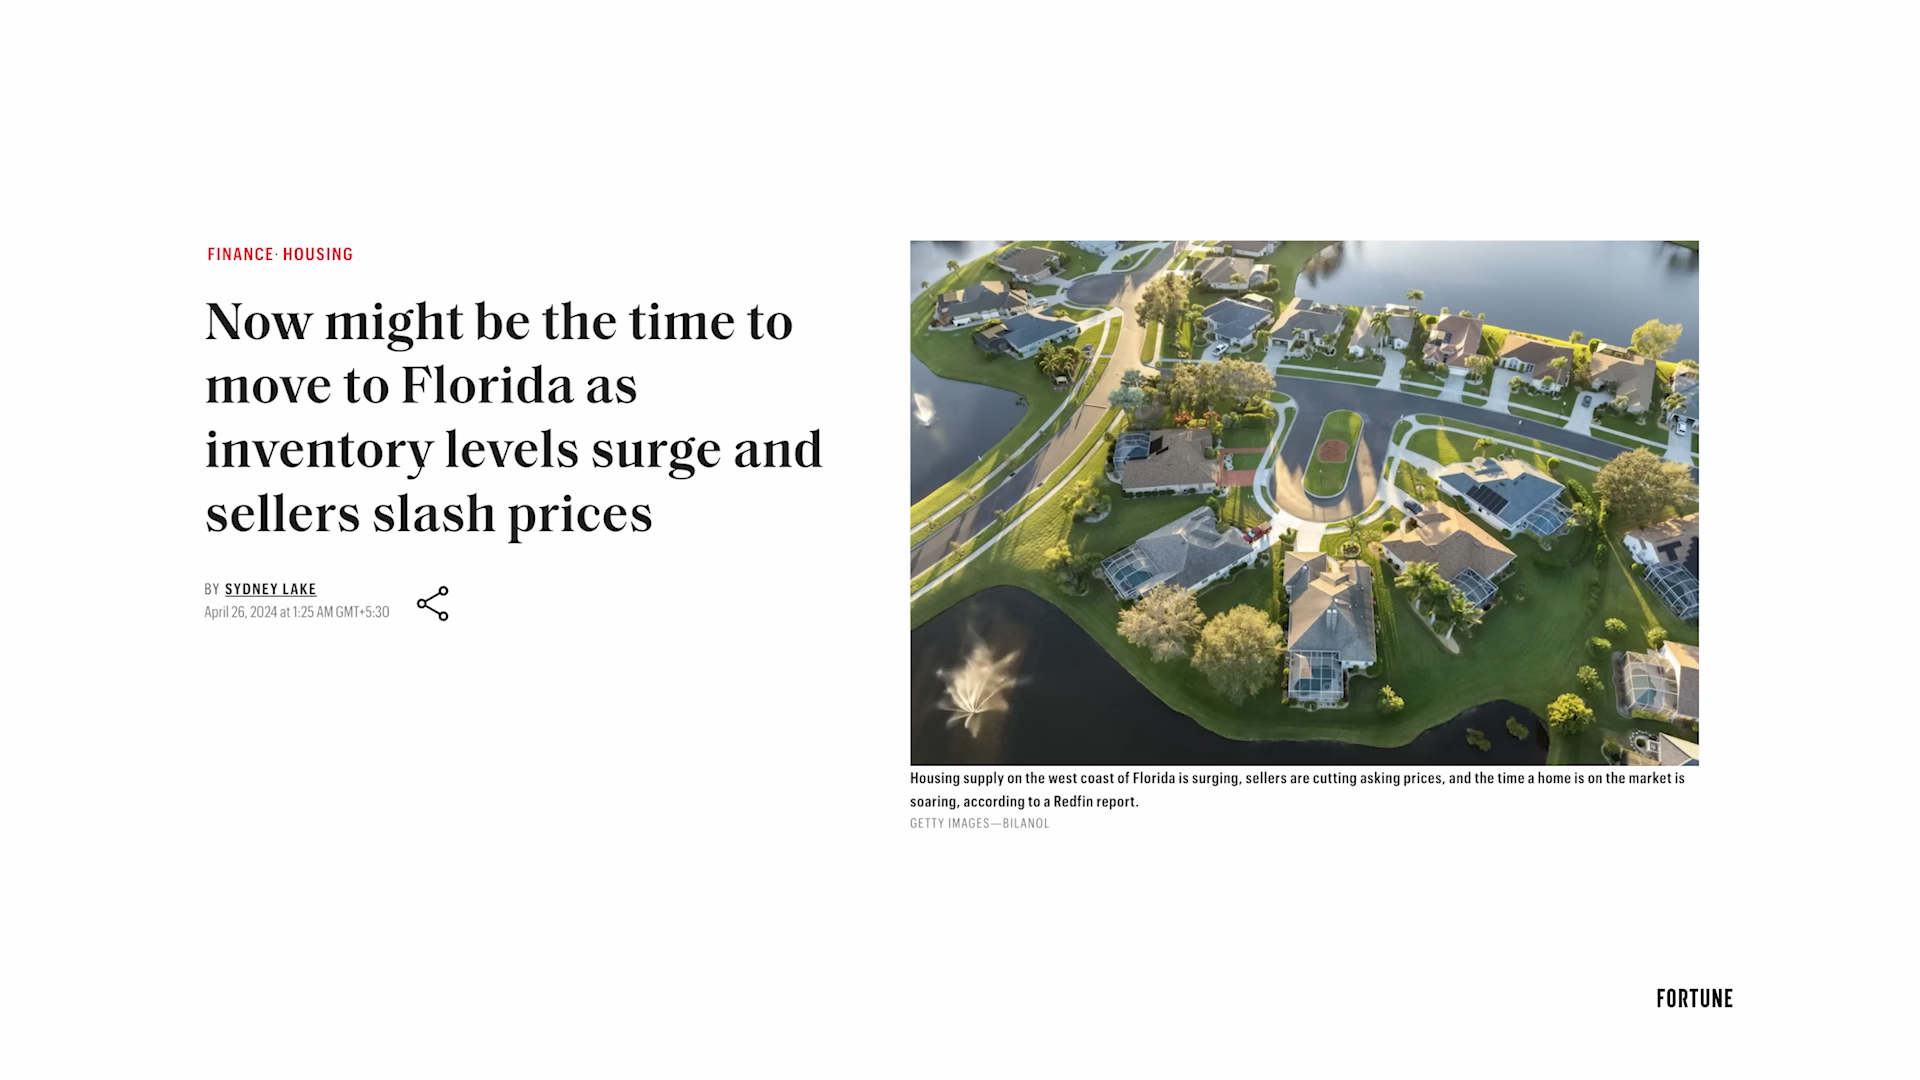 FINANCE· HOUSING
Now might be the time to
move to Florida as
inventory levels surge and
sellers slash prices
BY SYDNEY LAKE
April 26, 2024 at 1:25 AM GMT+5:30
Housing supply on the west coast of Florida is surging, sellers are cutting asking prices, and the time a home is on the market is
soaring, according to a Redfin report.
GETTY IMAGES—BILANOL
FORTUNE